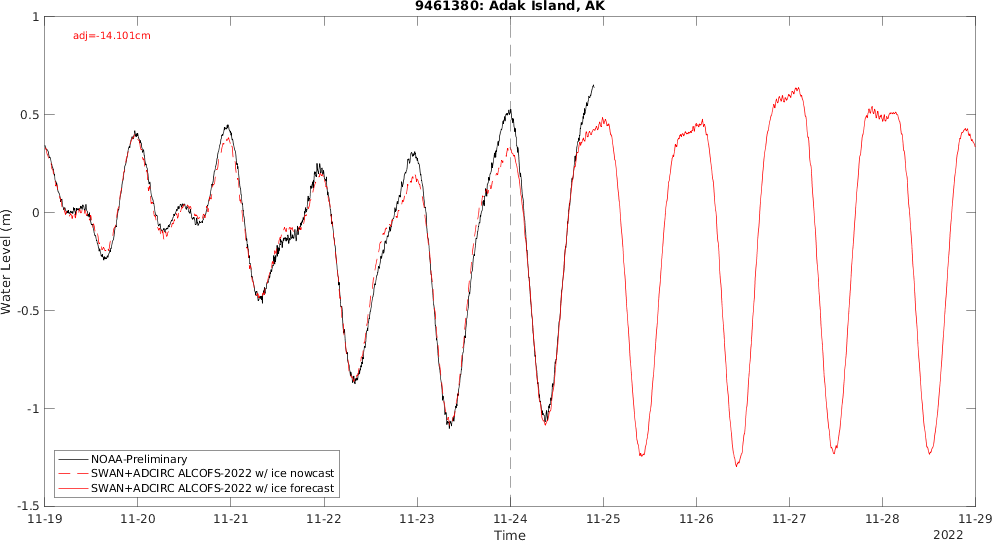 9461380: Adak Island, AK
adj=-14.101cm
Water Level (m)
1
0.5
0
-0.5
-1
-1.5
NOAA-Preliminary
SWAN+ADCIRC ALCOFS-2022 w/ ice nowcast
SWAN+ADCIRC ALCOFS-2022 w/ ice forecast
11-19 11-20 11-21 11-22 11-23 11-24 11-25 11-26 11-27 11-28 11-29
Time
2022